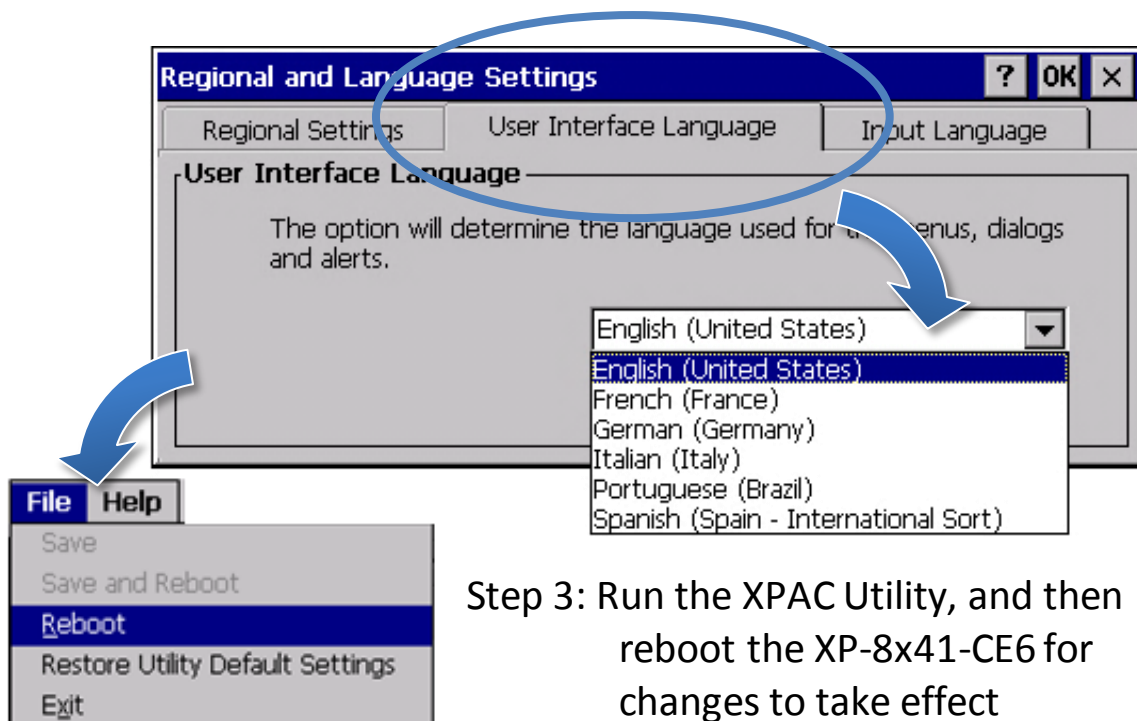 Regional and Language Settings ? OK ×
Regional Settings User Interface Language Input Language
User Interface Language
The option will determine the language used for the menus, dialogs
and alerts.
English (United States)
English (United States)
French (France)
German (Germany)
Italian (Italy)
Portuguese (Brazil)
Spanish (Spain - International Sort)
File Help
Save
Save and Reboot
Reboot
Restore Utility Default Settings
Exit
Step 3: Run the XPAC Utility, and then
reboot the XP-8x41-CE6 for
changes to take effect